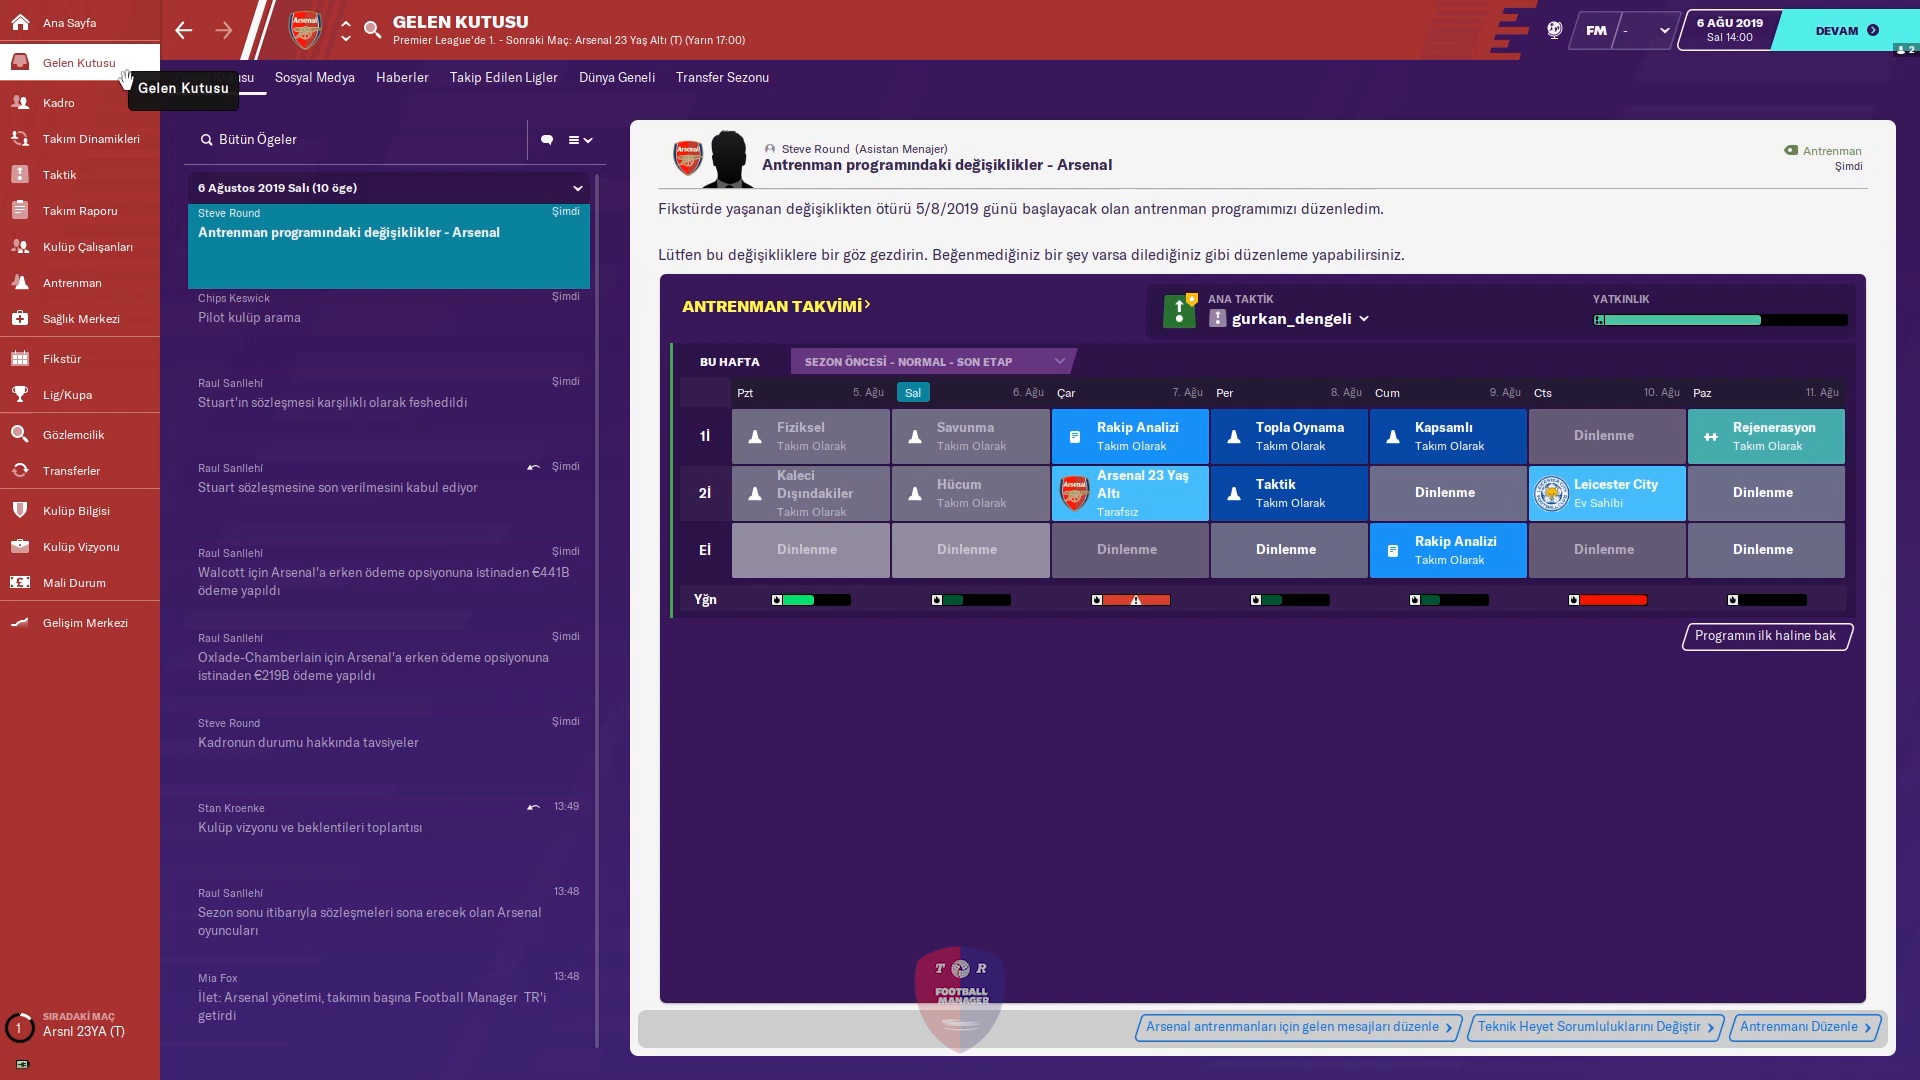 Ana Sayfa
Gelen Kutusu
Kadro
Takım Dinamikleri
Taktik
Takım Raporu
Kulüp Çalışanları
Antrenman
Sağlık Merkezi
Fikstür
Lig/Kupa
Gözlemcilik
Transferler
Kulüp Bilgisi
Kulüp Vizyonu
Mali Durum
Gelişim Merkezi
SIRADAKİ MAÇ
1 Arsnl 23YA (T)
Arsenal
GELEN KUTUSU
Premier League'de 1. - Sonraki Maç: Arsenal 23 Yaş Altı (T) (Yarın 17:00)
FM -
6 AĞU 2019
Sal 14:00
DEVAM
2
Gelen Kutusu
Sosyal Medya Haberler Takip Edilen Ligler Dünya Geneli Transfer Sezonu
Bütün Ögeler
6 Ağustos 2019 Salı (10 öge)
Steve Round Şimdi
Antrenman programındaki değişiklikler - Arsenal
Chips Keswick Şimdi
Pilot kulüp arama
Raul Sanllehí Şimdi
Stuart'ın sözleşmesi karşılıklı olarak feshedildi
Raul Sanllehí Şimdi
Stuart sözleşmesine son verilmesini kabul ediyor
Raul Sanllehí Şimdi
Walcott için Arsenal'a erken ödeme opsiyonuna istinaden €441B
ödeme yapıldı
Raul Sanllehí Şimdi
Oxlade-Chamberlain için Arsenal'a erken ödeme opsiyonuna
istinaden €219B ödeme yapıldı
Steve Round Şimdi
Kadronun durumu hakkında tavsiyeler
Stan Kroenke 13:49
Kulüp vizyonu ve beklentileri toplantısı
Raul Sanllehí 13:48
Sezon sonu itibarıyla sözleşmeleri sona erecek olan Arsenal
oyuncuları
Mia Fox 13:48
İlet: Arsenal yönetimi, takımın başına Football Manager TR'i
getirdi
Arsenal
Steve Round (Asistan Menajer)
Antrenman programındaki değişiklikler - Arsenal
Antrenman
Şimdi
Fikstürde yaşanan değişiklikten ötürü 5/8/2019 günü başlayacak olan antrenman programımızı düzenledim.
Lütfen bu değişikliklere bir göz gezdirin. Beğenmediğiniz bir şey varsa dilediğiniz gibi düzenleme yapabilirsiniz.
ANTRENMAN TAKVİMİ
ANA TAKTİK
gurkan_dengeli
YATKINLIK
BU HAFTA SEZON ÖNCESİ - NORMAL - SON ETAP
Pzt 5. Ağu Sal 6. Ağu Çar 7. Ağu Per 8. Ağu Cum 9. Ağu Cts 10. Ağu Paz 11. Ağu
1İ
Fiziksel
Takım Olarak
Savunma
Takım Olarak
Rakip Analizi
Takım Olarak
Topla Oynama
Takım Olarak
Kapsamlı
Takım Olarak
Dinlenme
Rejenerasyon
Takım Olarak
2İ
Kaleci
Dışındakiler
Takım Olarak
Hücum
Takım Olarak
Arsenal
Arsenal 23 Yaş
Altı
Tarafsız
Taktik
Takım Olarak
Dinlenme
Leicester City
Ev Sahibi
Dinlenme
Eİ
Dinlenme
Dinlenme
Dinlenme
Dinlenme
Rakip Analizi
Takım Olarak
Dinlenme
Dinlenme
Yğn
Programın ilk haline bak
T R
FOOTBALL
MANAGER
Arsenal antrenmanları için gelen mesajları düzenle
Teknik Heyet Sorumluluklarını Değiştir
Antrenmanı Düzenle